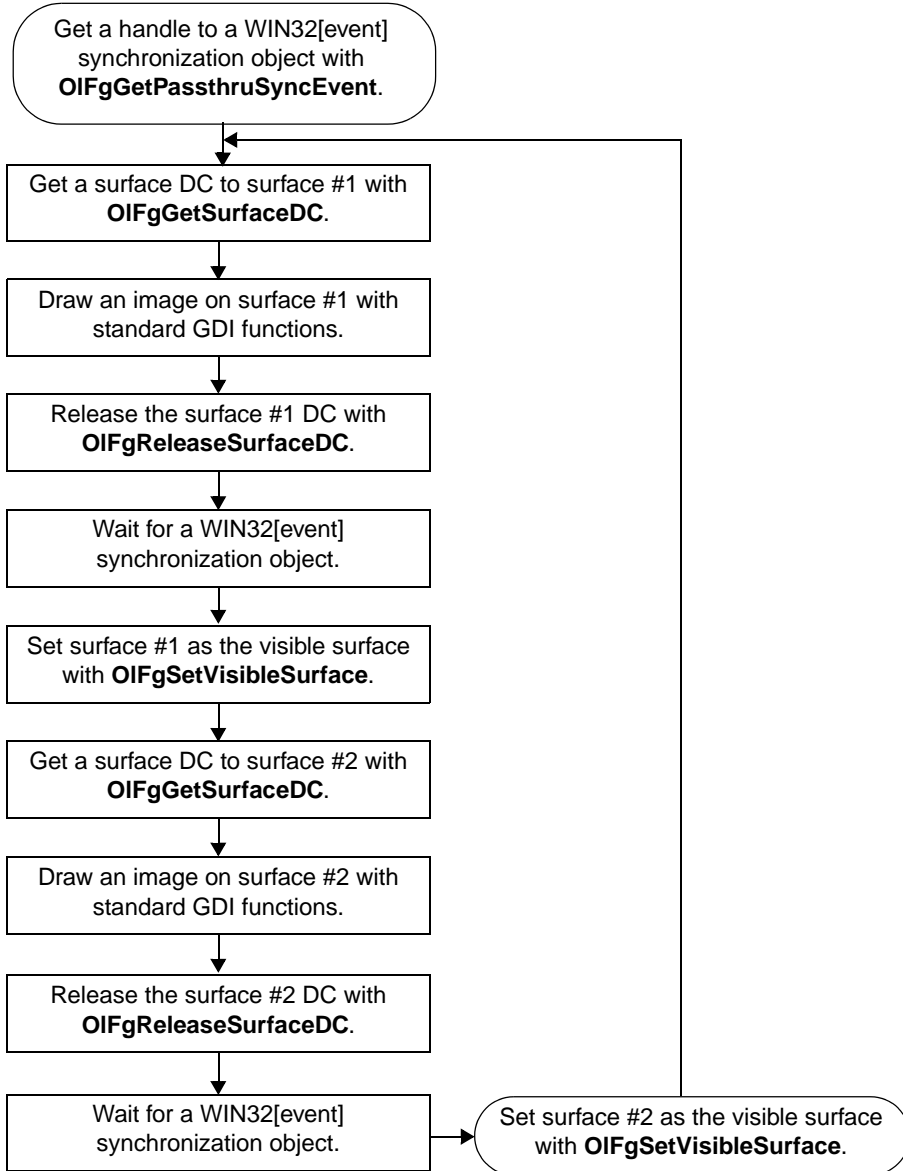 Get a handle to a WIN32[event]
synchronization object with
OlFgGetPassthruSyncEvent.
Get a surface DC to surface #1 with
OlFgGetSurfaceDC.
Draw an image on surface #1 with
standard GDI functions.
Release the surface #1 DC with
OlFgReleaseSurfaceDC.
Wait for a WIN32[event]
synchronization object.
Set surface #1 as the visible surface
with OlFgSetVisibleSurface.
Get a surface DC to surface #2 with
OlFgGetSurfaceDC.
Draw an image on surface #2 with
standard GDI functions.
Release the surface #2 DC with
OlFgReleaseSurfaceDC.
Wait for a WIN32[event]
synchronization object.
Set surface #2 as the visible surface
with OlFgSetVisibleSurface.